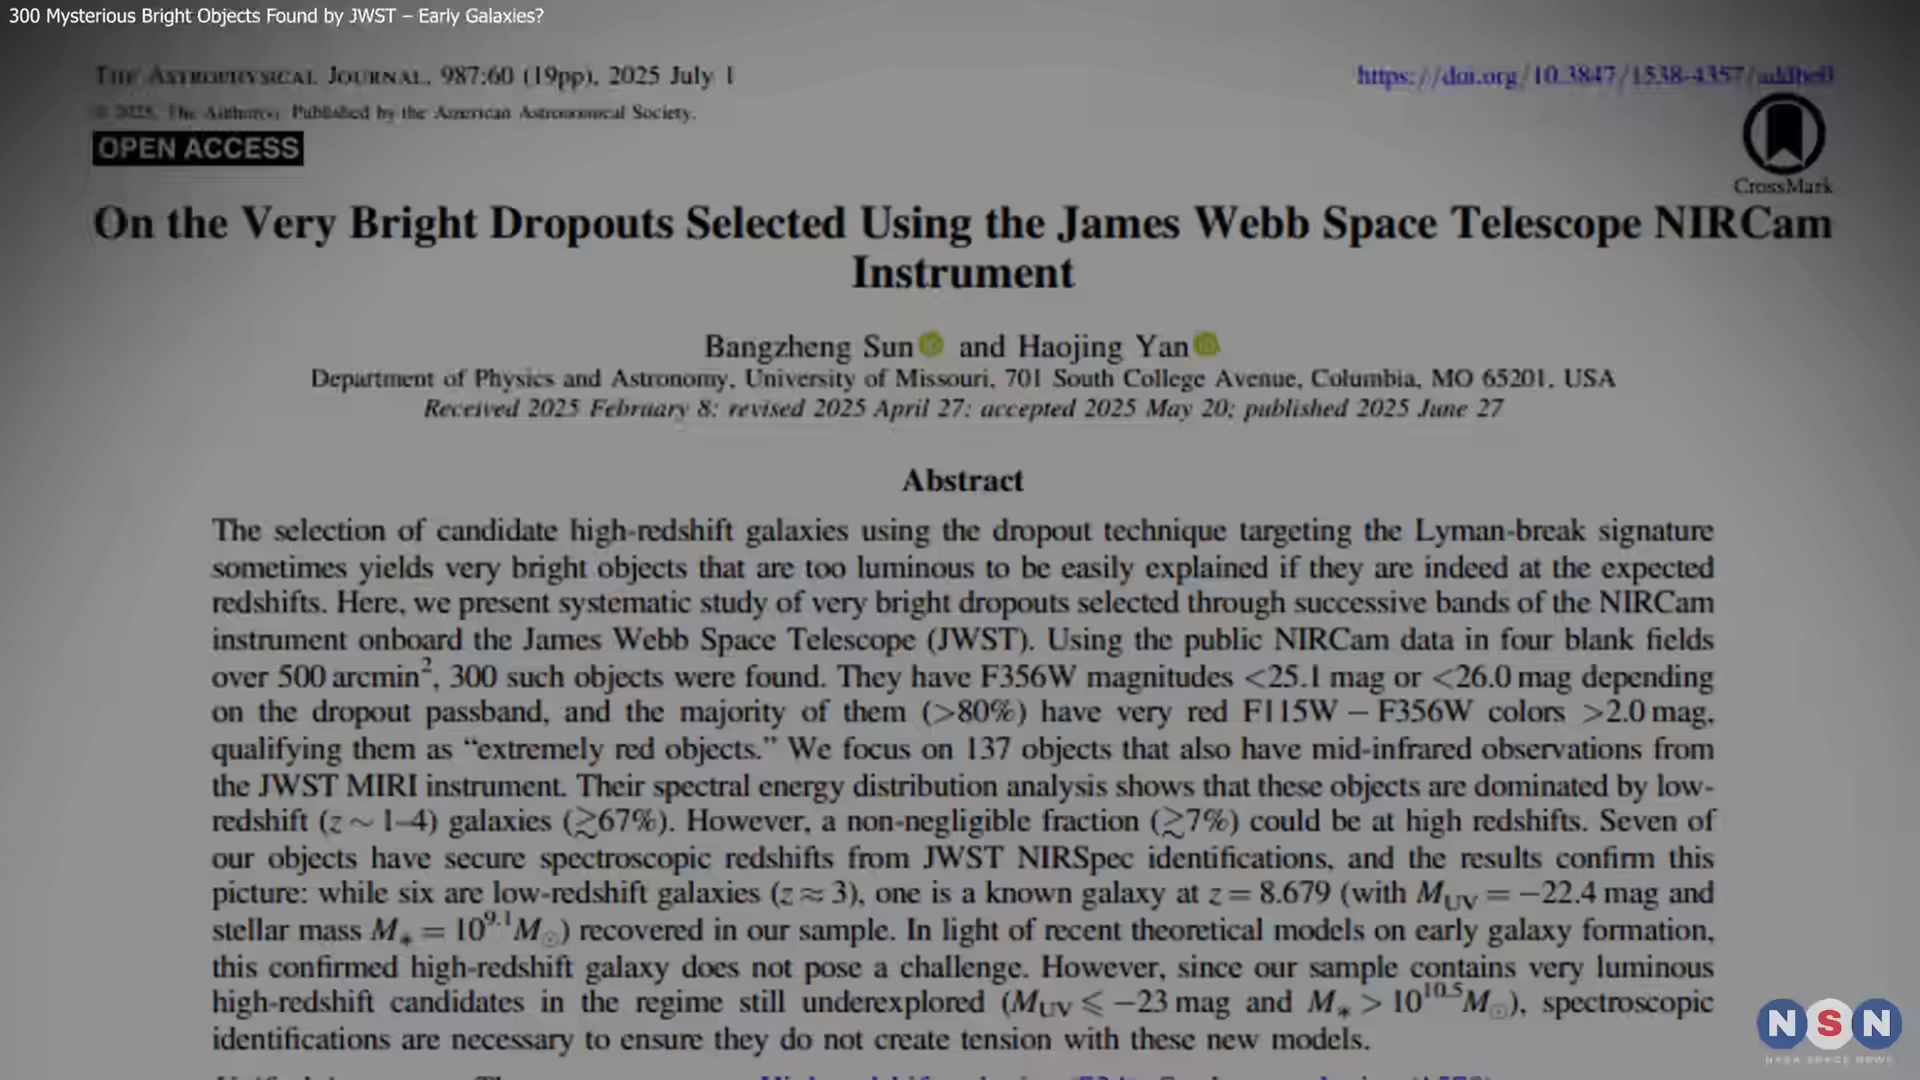 300 Mysterious Bright Objects Found by JWST – Early Galaxies?
THE ASTROPHYSICAL JOURNAL, 987:60 (19pp), 2025 July 1
https://doi.org/10.3847/1538-4357/
© 2025. The Author(s). Published by the American Astronomical Society.
OPEN ACCESS
CrossMark
On the Very Bright Dropouts Selected Using the James Webb Space Telescope NIRCam
Instrument
Bangzheng Sun and Haojing Yan
Department of Physics and Astronomy, University of Missouri, 701 South College Avenue, Columbia, MO 65201, USA
Received 2025 February 8; revised 2025 April 27; accepted 2025 May 20; published 2025 June 27
Abstract
The selection of candidate high-redshift galaxies using the dropout technique targeting the Lyman-break signature
sometimes yields very bright objects that are too luminous to be easily explained if they are indeed at the expected
redshifts. Here, we present systematic study of very bright dropouts selected through successive bands of the NIRCam
instrument onboard the James Webb Space Telescope (JWST). Using the public NIRCam data in four blank fields
over 500 arcmin², 300 such objects were found. They have F356W magnitudes <25.1 mag or <26.0 mag depending
on the dropout passband, and the majority of them (>80%) have very red F115W − F356W colors >2.0 mag,
qualifying them as “extremely red objects.” We focus on 137 objects that also have mid-infrared observations from
the JWST MIRI instrument. Their spectral energy distribution analysis shows that these objects are dominated by low-
redshift (z ∼ 1–4) galaxies (≳67%). However, a non-negligible fraction (≳7%) could be at high redshifts. Seven of
our objects have secure spectroscopic redshifts from JWST NIRSpec identifications, and the results confirm this
picture: while six are low-redshift galaxies (z ≈ 3), one is a known galaxy at z = 8.679 (with M_UV = −22.4 mag and
stellar mass M_* = 10^9.1 M_⊙) recovered in our sample. In light of recent theoretical models on early galaxy formation,
this confirmed high-redshift galaxy does not pose a challenge. However, since our sample contains very luminous
high-redshift candidates in the regime still underexplored (M_UV ⩽ −23 mag and M_* > 10^10.5 M_⊙), spectroscopic
identifications are necessary to ensure they do not create tension with these new models.
NSN
NASA SPACE NEWS